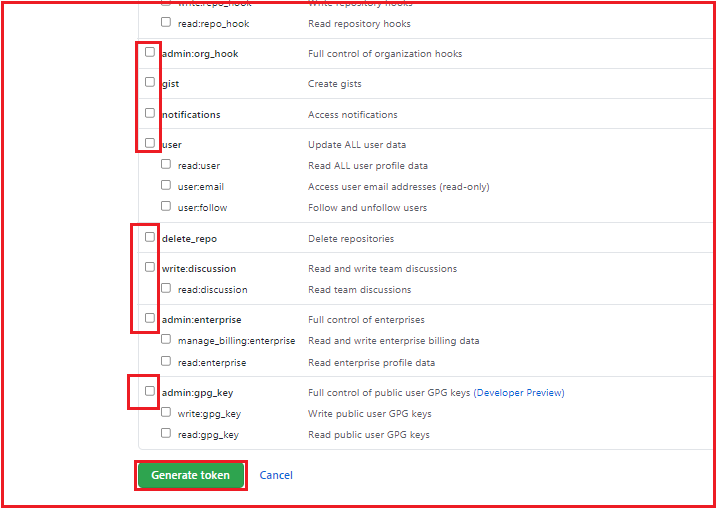 write:repo_hook Write repository hooks
read:repo_hook Read repository hooks
admin:org_hook Full control of organization hooks
gist Create gists
notifications Access notifications
user Update ALL user data
read:user Read ALL user profile data
user:email Access user email addresses (read-only)
user:follow Follow and unfollow users
delete_repo Delete repositories
write:discussion Read and write team discussions
read:discussion Read team discussions
admin:enterprise Full control of enterprises
manage_billing:enterprise Read and write enterprise billing data
read:enterprise Read enterprise profile data
admin:gpg_key Full control of public user GPG keys (Developer Preview)
write:gpg_key Write public user GPG keys
read:gpg_key Read public user GPG keys
Generate token Cancel